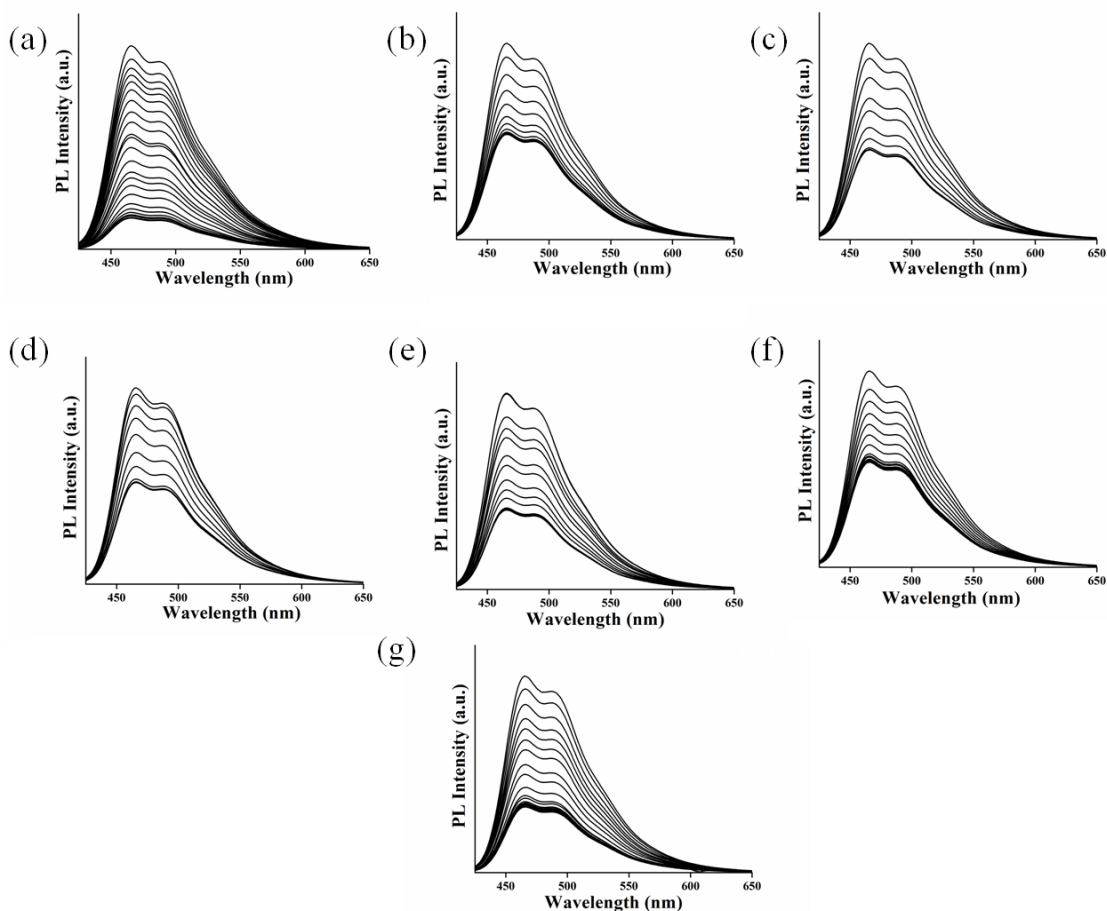 (a)
PL Intensity (a.u.)
450 500 550 600 650
Wavelength (nm)
(b)
PL Intensity (a.u.)
450 500 550 600 650
Wavelength (nm)
(c)
PL Intensity (a.u.)
450 500 550 600 650
Wavelength (nm)
(d)
PL Intensity (a.u.)
450 500 550 600 650
Wavelength (nm)
(e)
PL Intensity (a.u.)
450 500 550 600 650
Wavelength (nm)
(f)
PL Intensity (a.u.)
450 500 550 600 650
Wavelength (nm)
(g)
PL Intensity (a.u.)
450 500 550 600 650
Wavelength (nm)